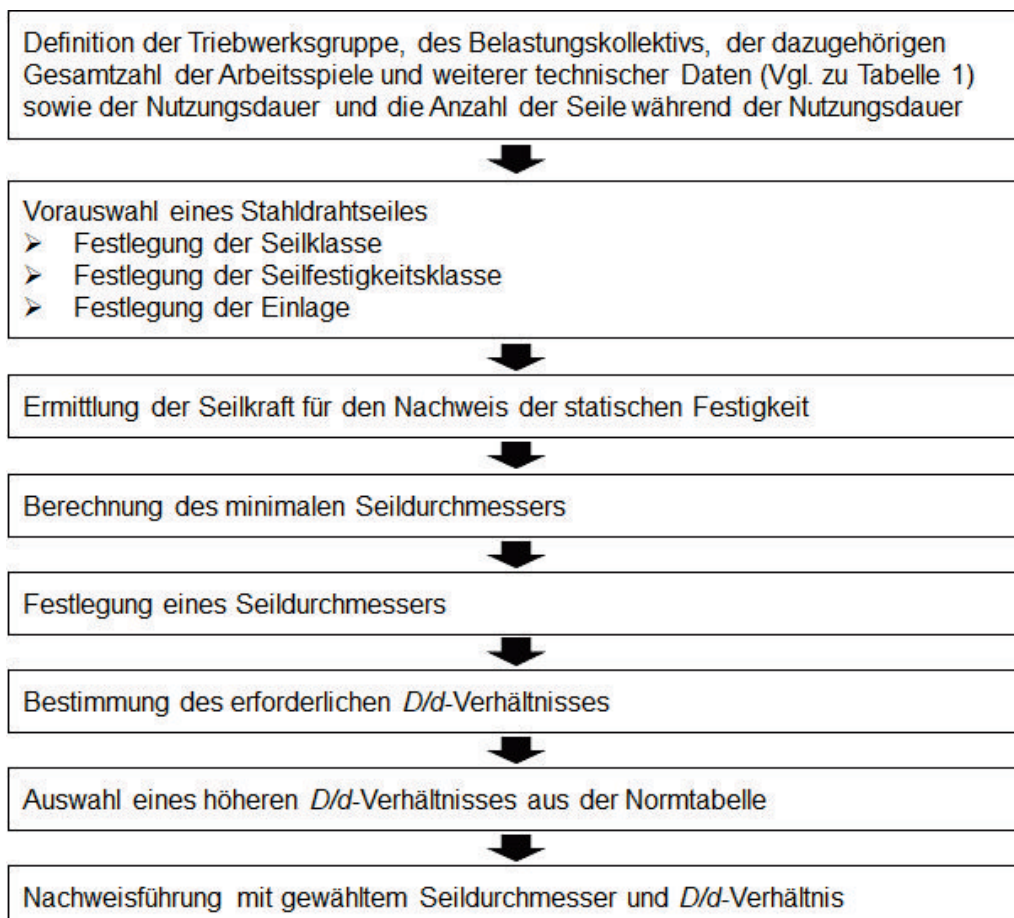 Definition der Triebwerksgruppe, des Belastungskollektivs, der dazugehörigen
Gesamtzahl der Arbeitsspiele und weiterer technischer Daten (Vgl. zu Tabelle 1)
sowie der Nutzungsdauer und die Anzahl der Seile während der Nutzungsdauer
Vorauswahl eines Stahldrahtseiles
➢ Festlegung der Seilklasse
➢ Festlegung der Seilfestigkeitsklasse
➢ Festlegung der Einlage
Ermittlung der Seilkraft für den Nachweis der statischen Festigkeit
Berechnung des minimalen Seildurchmessers
Festlegung eines Seildurchmessers
Bestimmung des erforderlichen D/d-Verhältnisses
Auswahl eines höheren D/d-Verhältnisses aus der Normtabelle
Nachweisführung mit gewähltem Seildurchmesser und D/d-Verhältnis